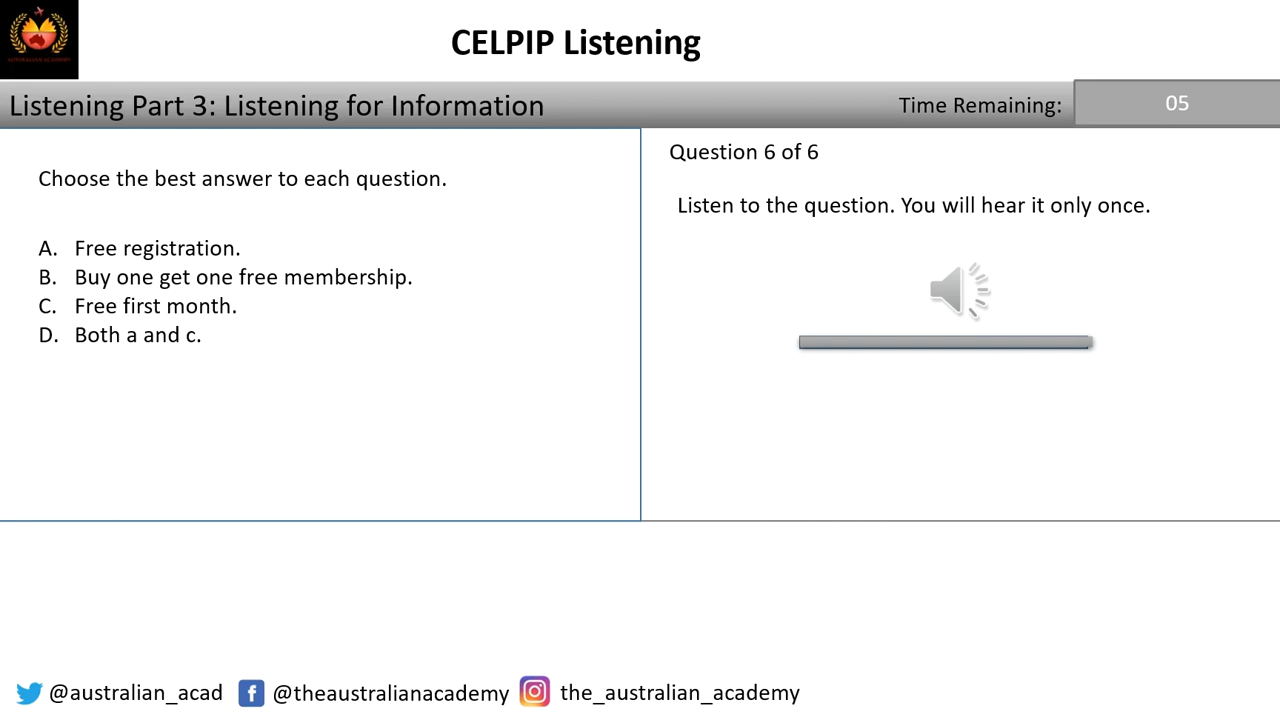 CELPIP Listening
Listening Part 3: Listening for Information
Time Remaining:
05
Choose the best answer to each question.
A. Free registration.
B. Buy one get one free membership.
C. Free first month.
D. Both a and c.
Question 6 of 6
Listen to the question. You will hear it only once.
@australian_acad
@theaustralianacademy
the_australian_academy